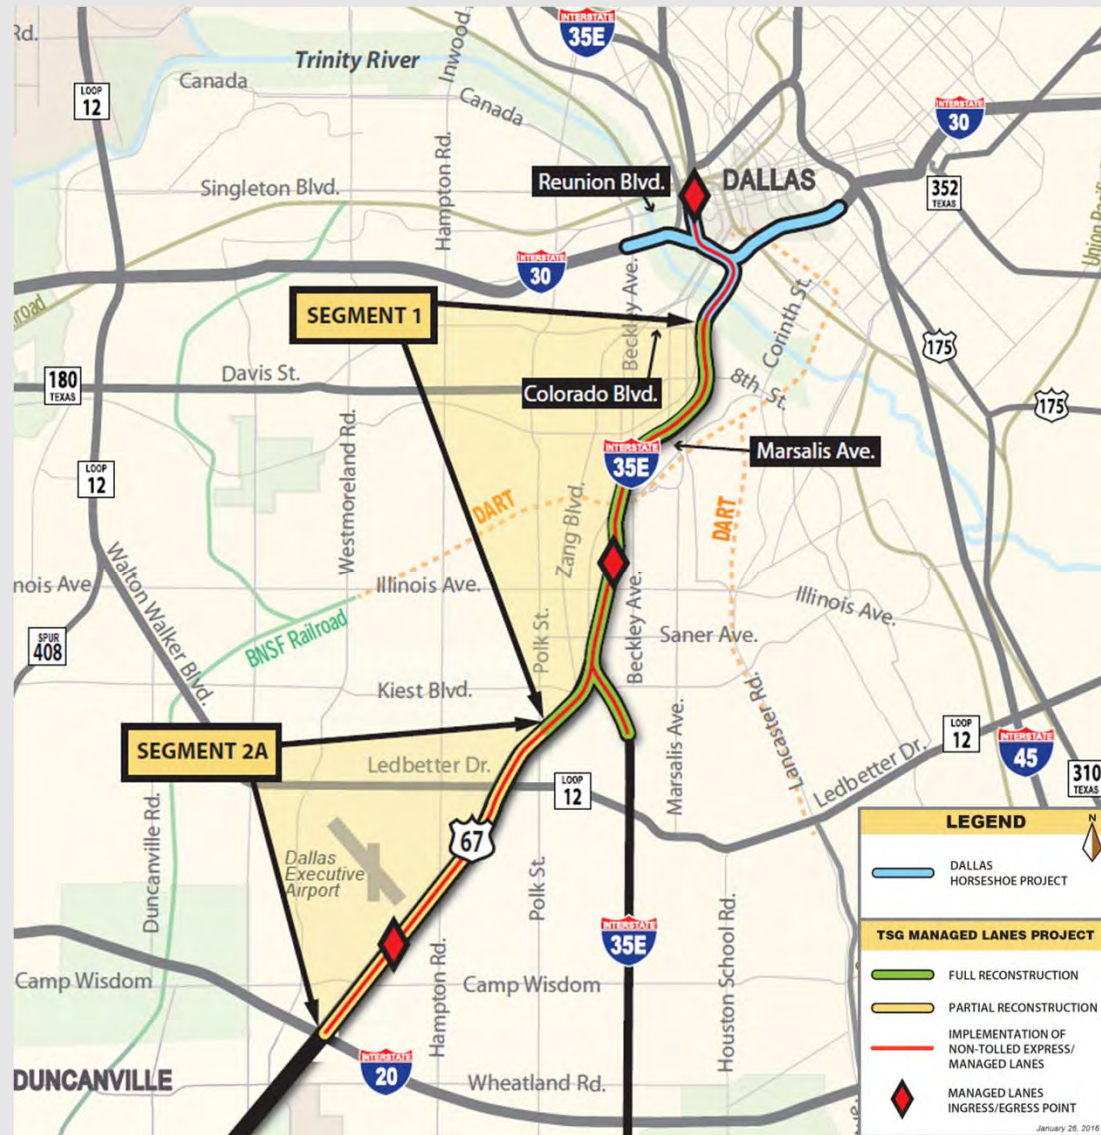 Rd.
INTERSTATE
35E
Inwood
Trinity River
Canada
LOOP
12
Canada
INTERSTATE
30
Hampton Rd.
Reunion Blvd.
DALLAS
352
TEXAS
Singleton Blvd.
INTERSTATE
30
Beckley Ave.
Corinth St.
SEGMENT 1
175
Davis St.
180
TEXAS
Colorado Blvd.
8th St.
175
Westmoreland Rd.
INTERSTATE
35E
Marsalis Ave.
LOOP
12
DART
Zang Blvd.
DART
Walton Walker Blvd.
nois Ave.
Illinois Ave.
Beckley Ave.
Illinois Ave.
BNSF Railroad
SPUR
408
Polk St.
Saner Ave.
Kiest Blvd.
Marsalis Ave.
Lancaster Rd.
SEGMENT 2A
LOOP
12
INTERSTATE
45
Ledbetter Dr.
LOOP
12
Ledbetter Dr.
310
TEXAS
Duncanville Rd.
67
Dallas
Executive
Airport
Polk St.
Houston School Rd.
INTERSTATE
35E
Hampton Rd.
Camp Wisdom
Camp Wisdom
INTERSTATE
20
DUNCANVILLE
Wheatland Rd.
LEGEND
N
DALLAS
HORSESHOE PROJECT
TSG MANAGED LANES PROJECT
FULL RECONSTRUCTION
PARTIAL RECONSTRUCTION
IMPLEMENTATION OF
NON-TOLLED EXPRESS/
MANAGED LANES
MANAGED LANES
INGRESS/EGRESS POINT
January 26, 2016